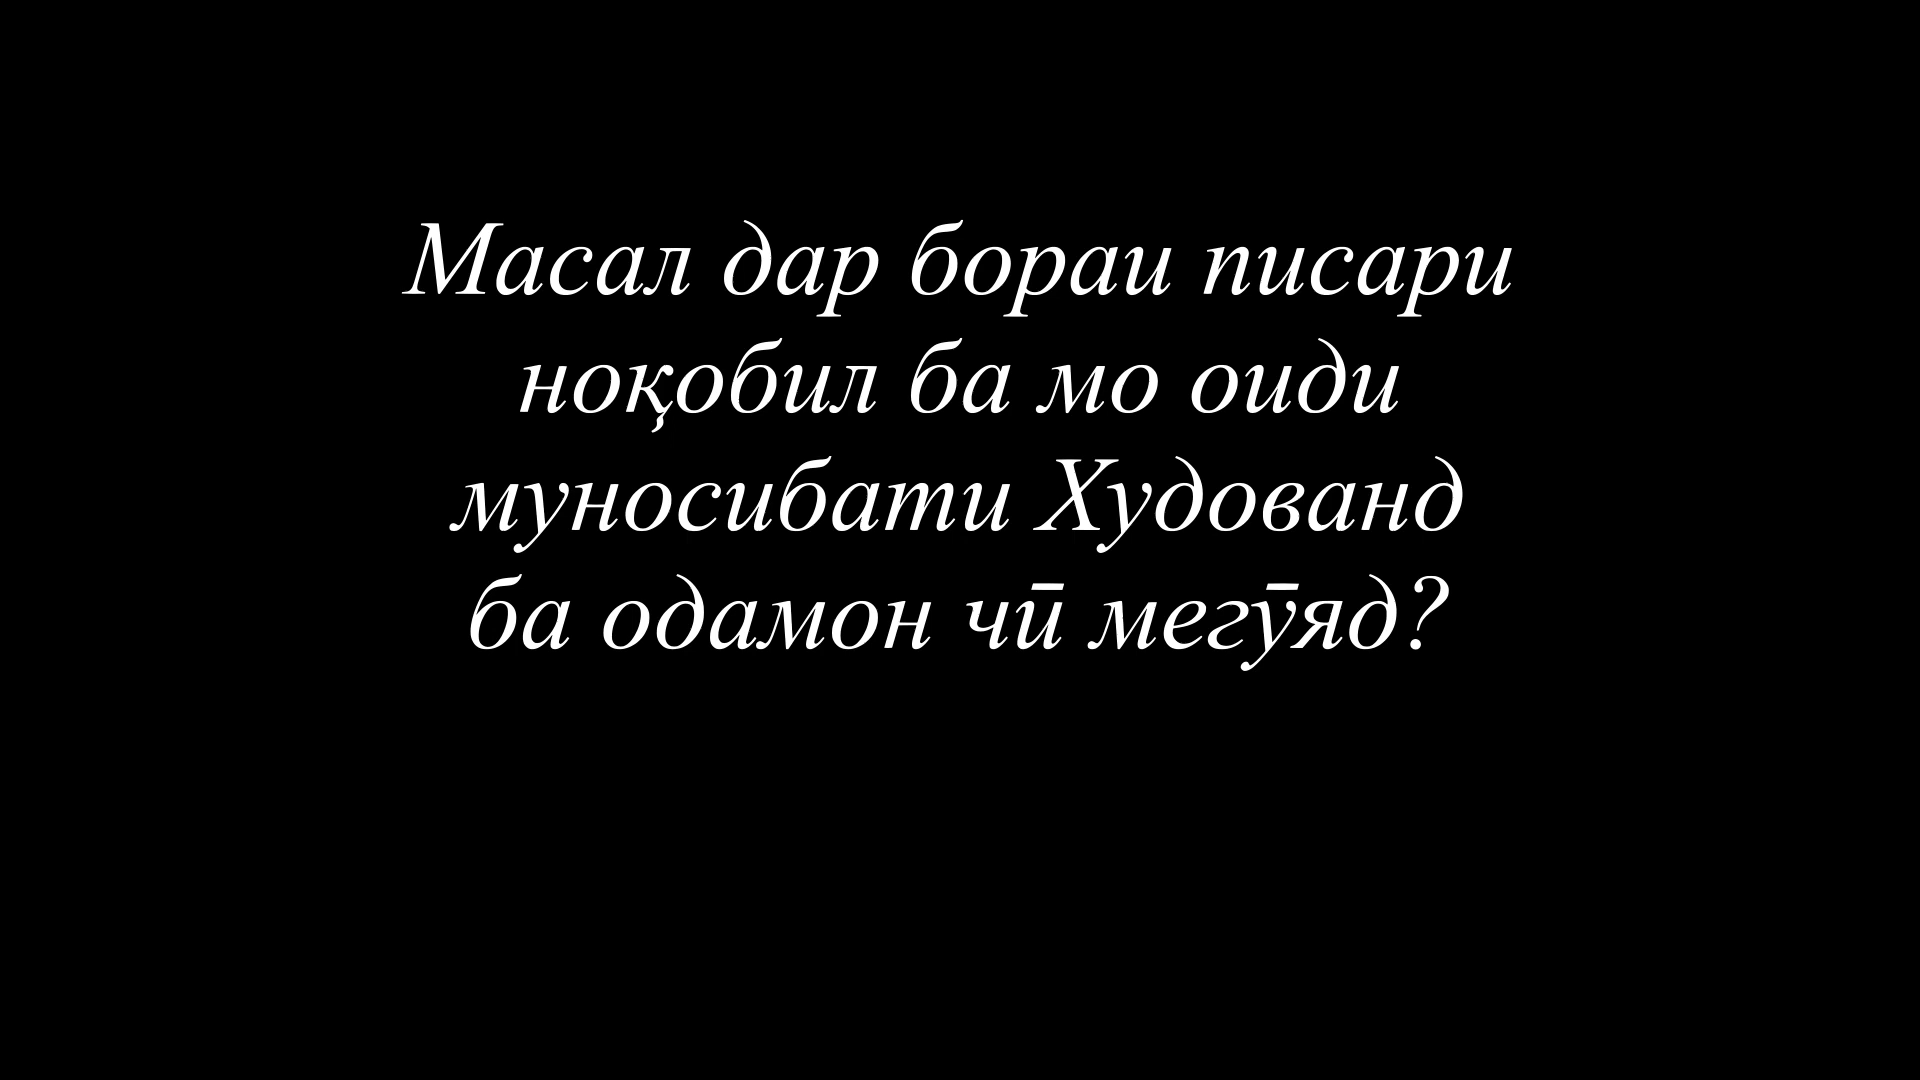 Масал дар бораи писари
ноқобил ба мо оиди
муносибати Худованд
ба одамон чӣ мегӯяд?